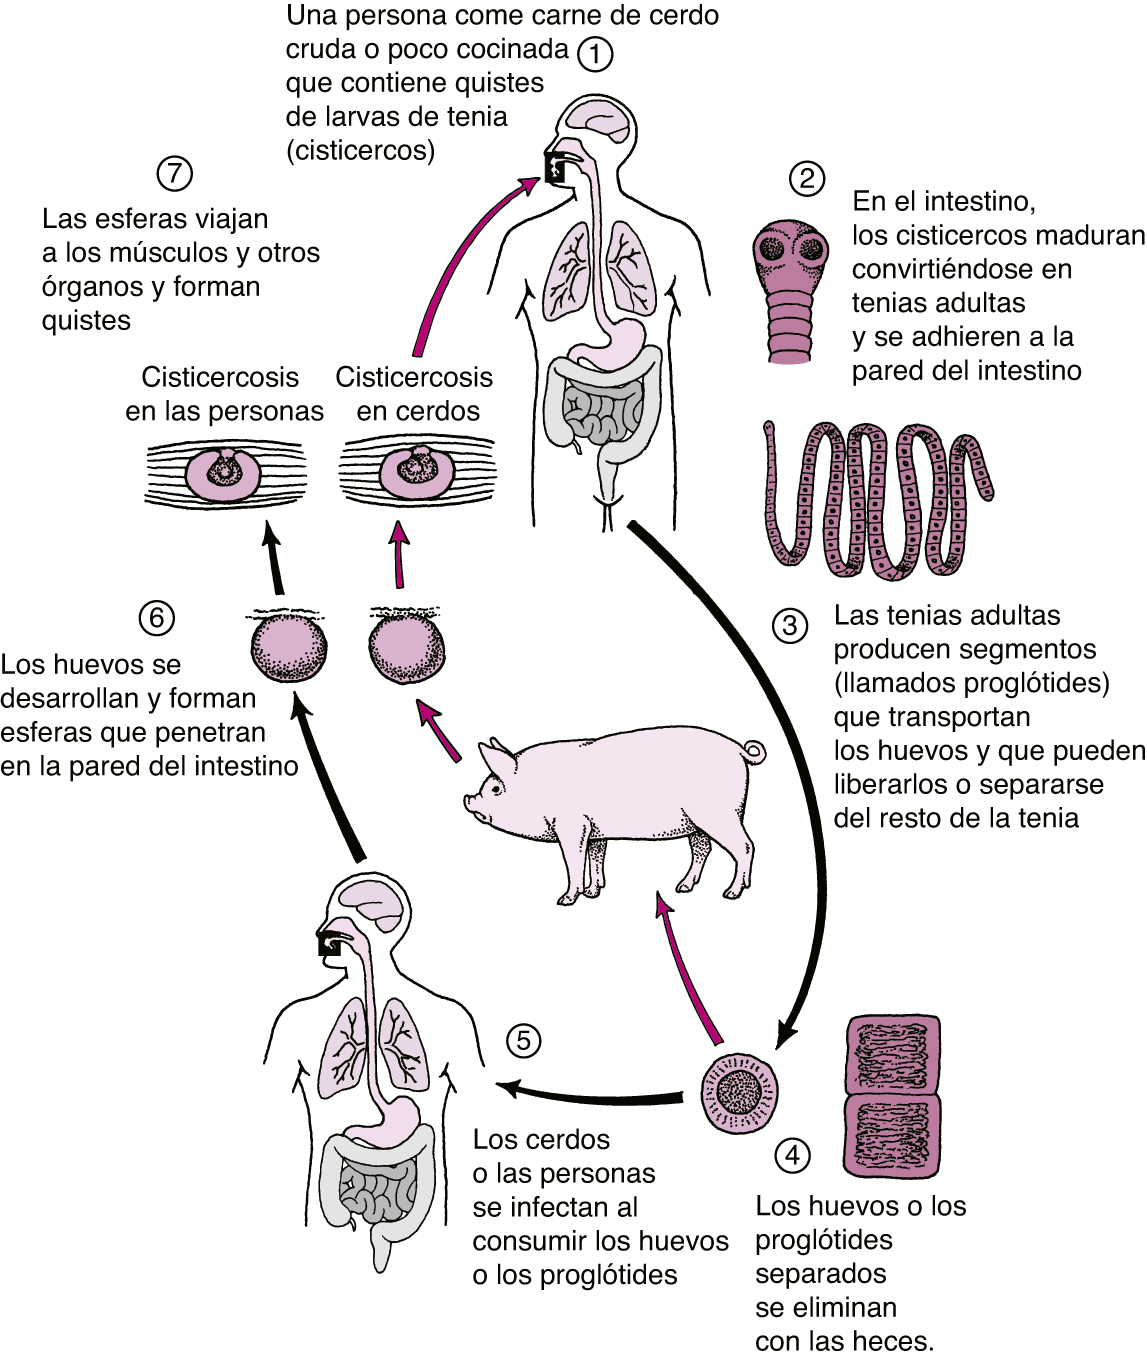 Una persona come carne de cerdo
cruda o poco cocinada 1
que contiene quistes
de larvas de tenia
(cisticercos)
2
En el intestino,
los cisticercos maduran
convirtiéndose en
tenias adultas
y se adhieren a la
pared del intestino
3
Las tenias adultas
producen segmentos
(llamados proglótides)
que transportan
los huevos y que pueden
liberarlos o separarse
del resto de la tenia
4
Los huevos o los
proglótides
separados
se eliminan
con las heces.
5
Los cerdos
o las personas
se infectan al
consumir los huevos
o los proglótides
6
Los huevos se
desarrollan y forman
esferas que penetran
en la pared del intestino
7
Las esferas viajan
a los músculos y otros
órganos y forman
quistes
Cisticercosis
en las personas
Cisticercosis
en cerdos